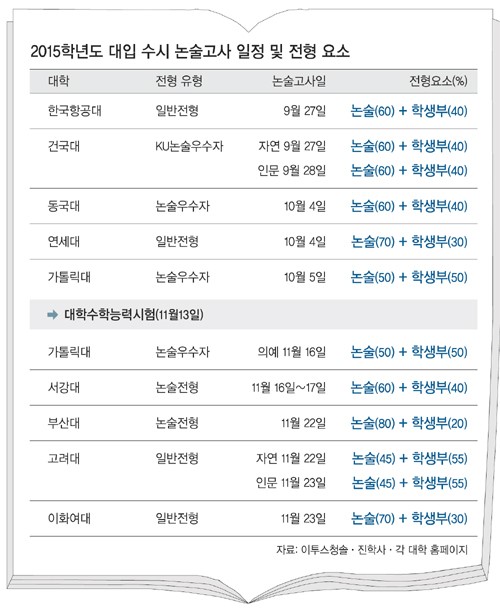 2015학년도 대입 수시 논술고사 일정 및 전형 요소
대학 전형 유형 논술고사일 전형요소(%)
한국항공대 일반전형 9월 27일 논술(60) + 학생부(40)
건국대 KU논술우수자 자연 9월 27일 논술(60) + 학생부(40)
인문 9월 28일 논술(60) + 학생부(40)
동국대 논술우수자 10월 4일 논술(60) + 학생부(40)
연세대 일반전형 10월 4일 논술(70) + 학생부(30)
가톨릭대 논술우수자 10월 5일 논술(50) + 학생부(50)
➡ 대학수학능력시험(11월13일)
가톨릭대 논술우수자 의예 11월 16일 논술(50) + 학생부(50)
서강대 논술전형 11월 16일~17일 논술(60) + 학생부(40)
부산대 논술전형 11월 22일 논술(80) + 학생부(20)
고려대 일반전형 자연 11월 22일 논술(45) + 학생부(55)
인문 11월 23일 논술(45) + 학생부(55)
이화여대 일반전형 11월 23일 논술(70) + 학생부(30)
자료: 이투스청솔·진학사·각 대학 홈페이지